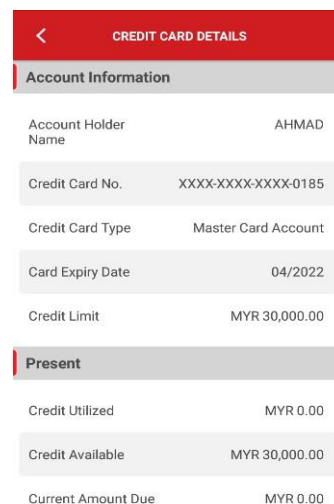 CREDIT CARD DETAILS
Account Information
Account Holder AHMAD
Name
Credit Card No. XXXX-XXXX-XXXX-0185
Credit Card Type Master Card Account
Card Expiry Date 04/2022
Credit Limit MYR 30,000.00
Present
Credit Utilized MYR 0.00
Credit Available MYR 30,000.00
Current Amount Due MYR 0.00